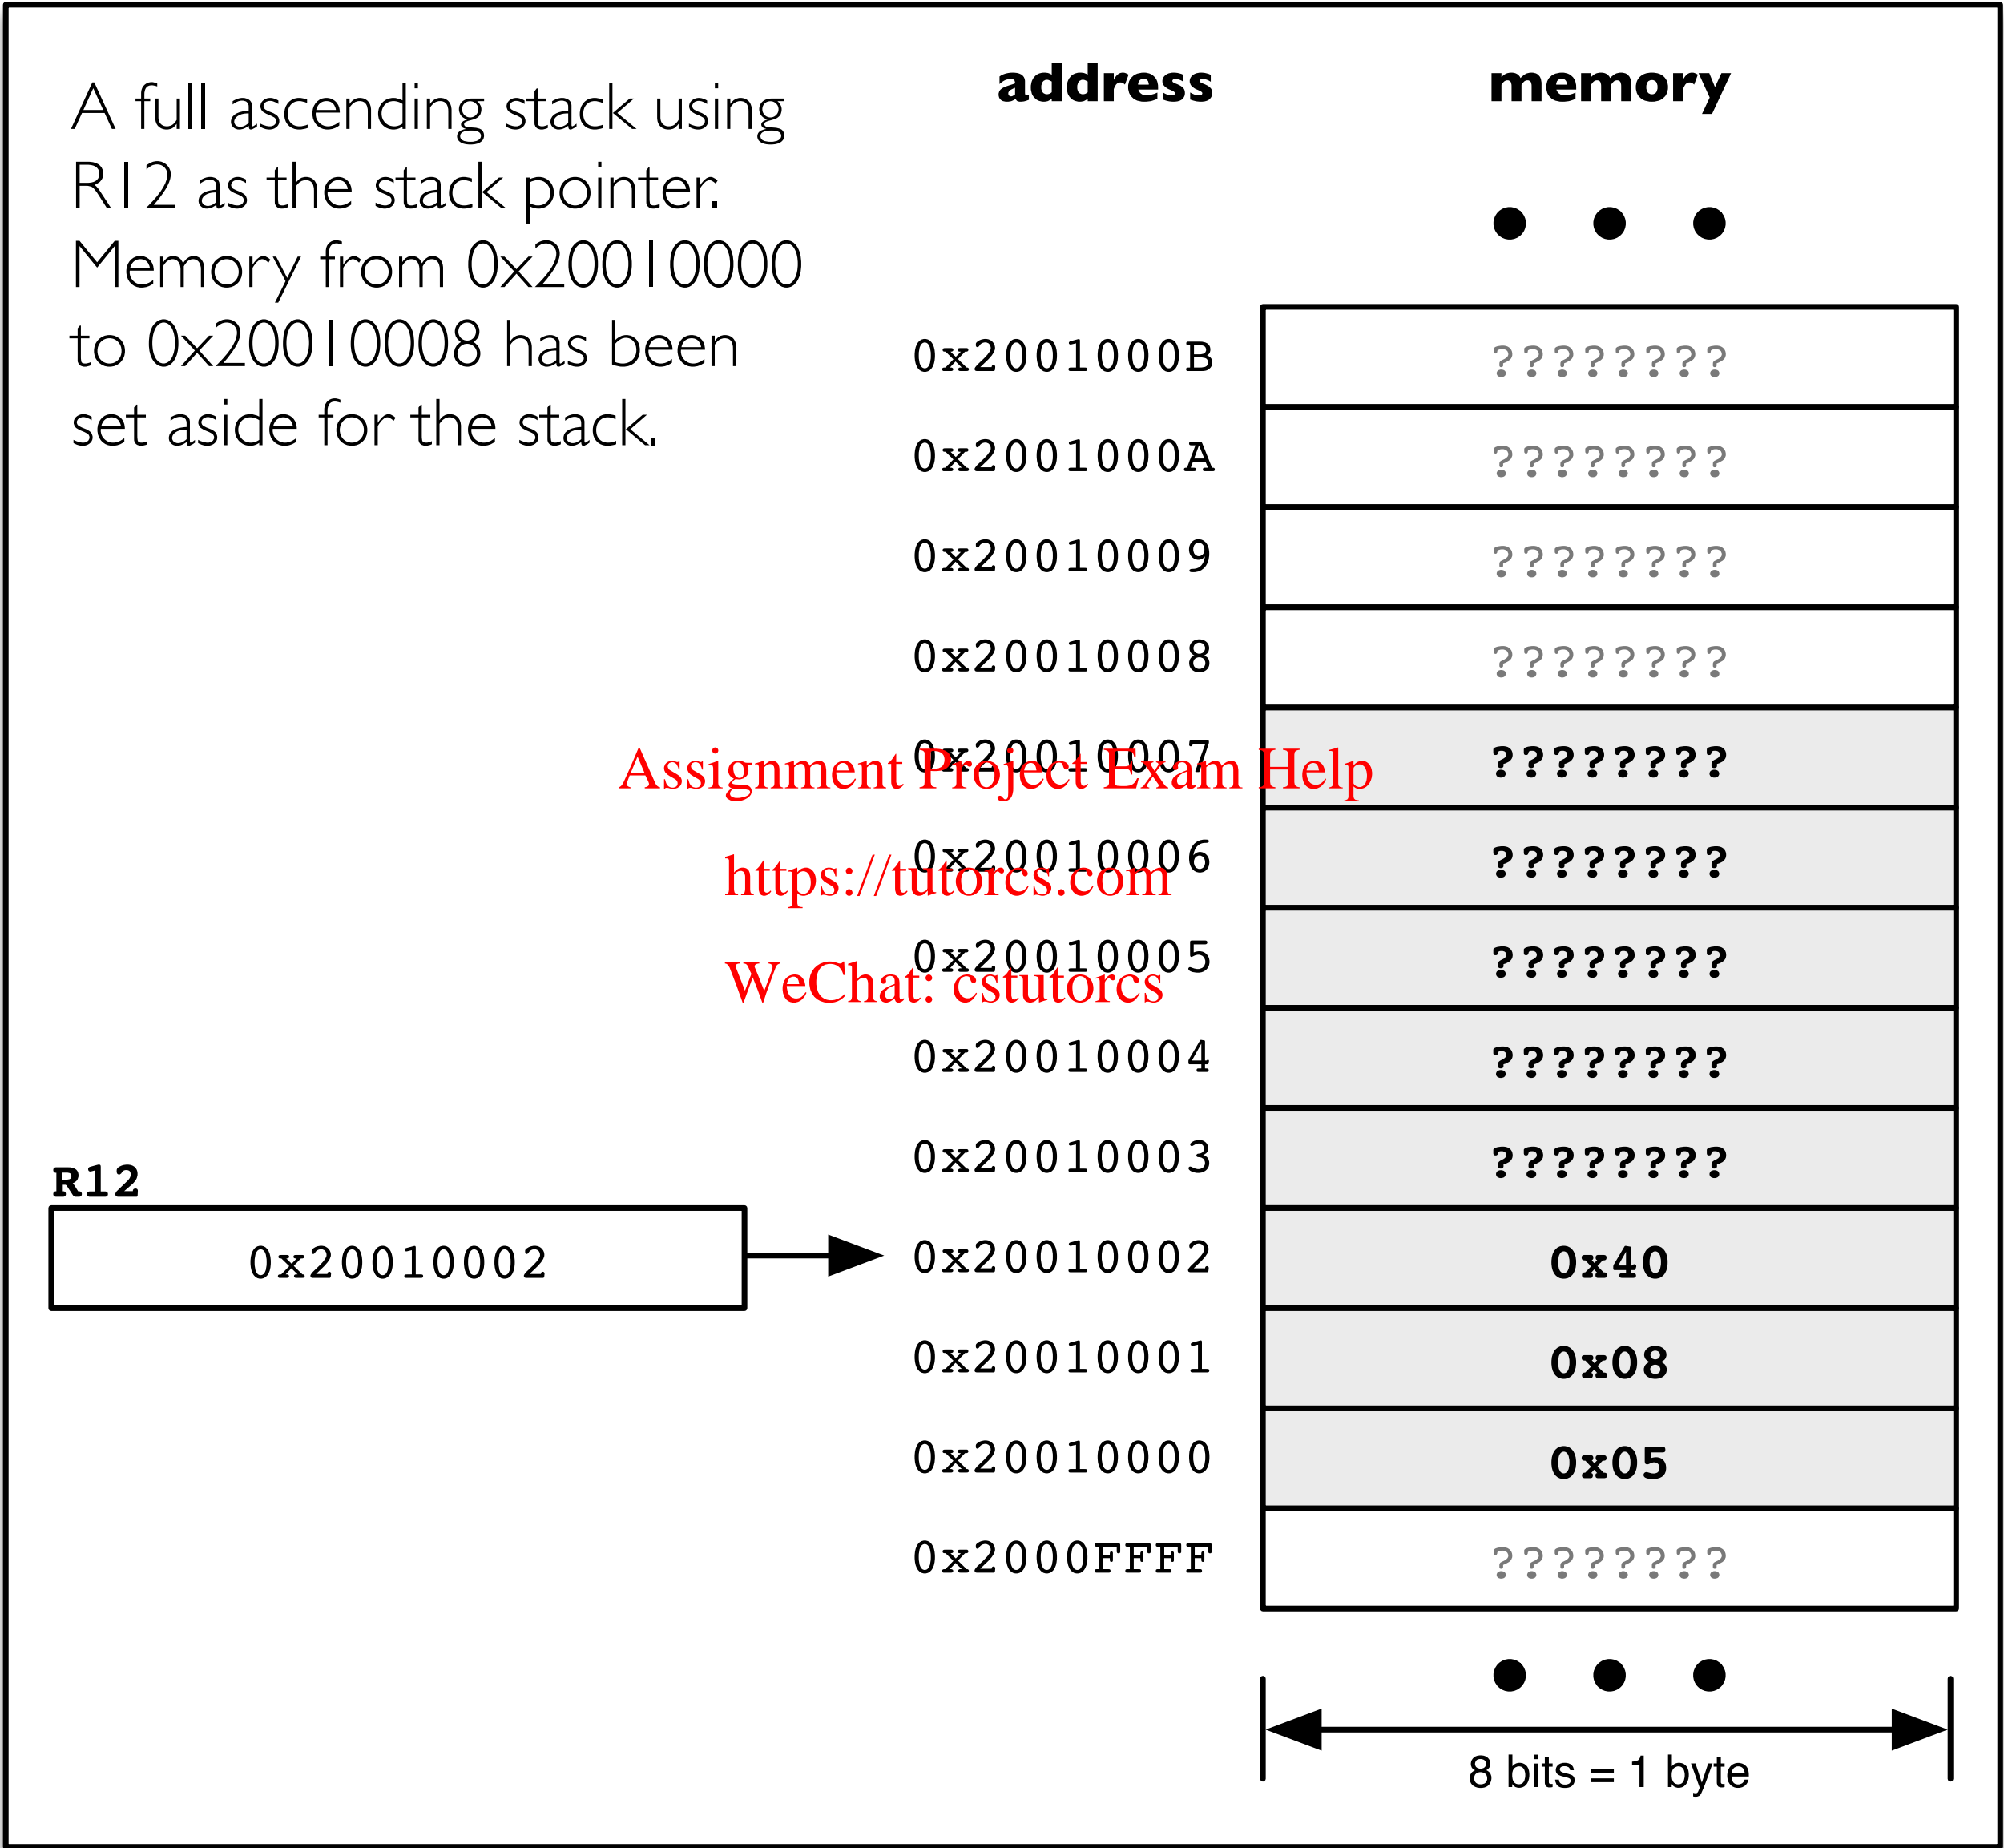 A full ascending stack using
R12 as the stack pointer.
Memory from 0x20010000
to 0x20010008 has been
set aside for the stack.
address memory
0x2001000B ????????
0x2001000A ????????
0x20010009 ????????
0x20010008 ????????
0x20010007 ????????
Assignment Project Exam Help
0x20010006 ????????
https://tutorcs.com
0x20010005 ????????
WeChat: cstutorcs
0x20010004 ????????
0x20010003 ????????
R12
0x20010002
0x20010002 0x40
0x20010001 0x08
0x20010000 0x05
0x2000FFFF ????????
8 bits = 1 byte